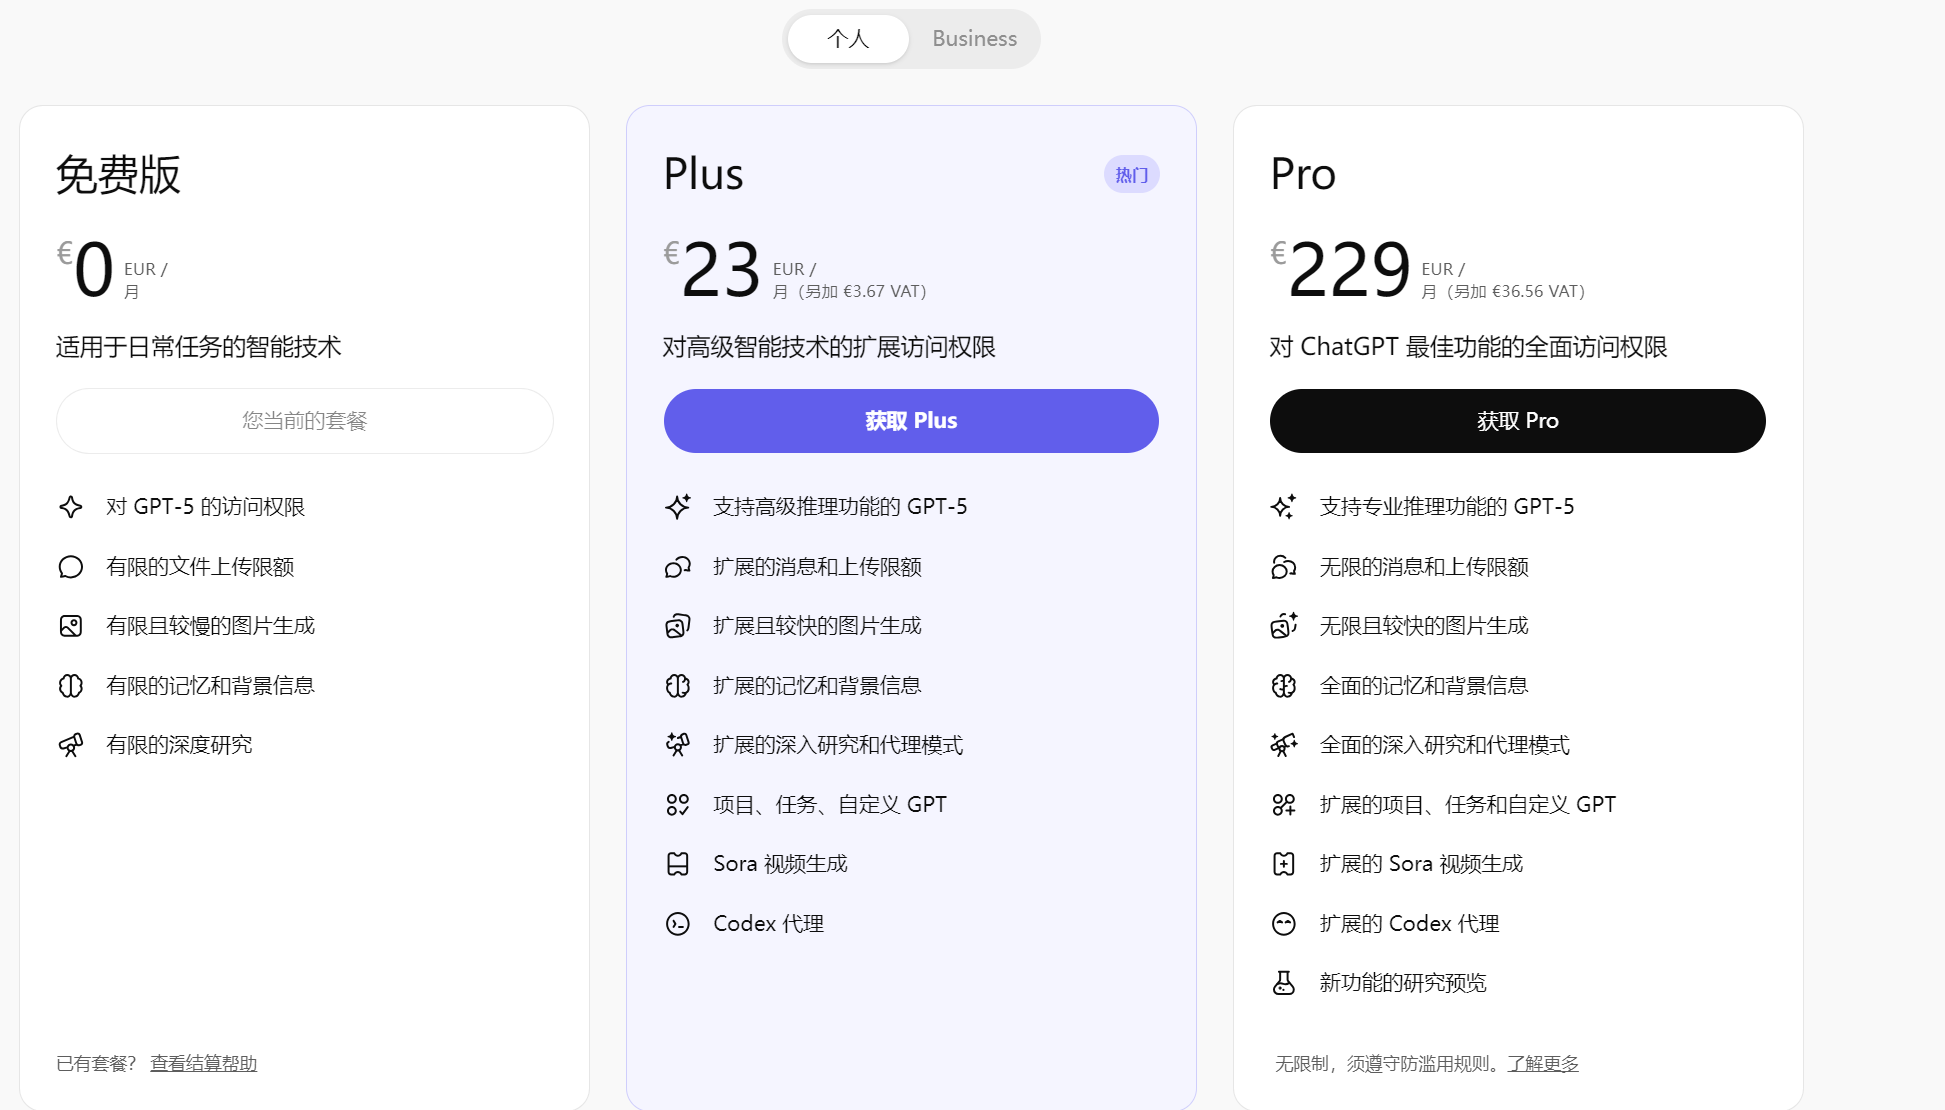 个人
Business
免费版
€0 EUR /
月
适用于日常任务的智能技术
您当前的套餐
对 GPT-5 的访问权限
有限的文件上传限额
有限且较慢的图片生成
有限的记忆和背景信息
有限的深度研究
已有套餐? 查看结算帮助
Plus
热门
€23 EUR /
月（另加 €3.67 VAT）
对高级智能技术的扩展访问权限
获取 Plus
支持高级推理功能的 GPT-5
扩展的消息和上传限额
扩展且较快的图片生成
扩展的记忆和背景信息
扩展的深入研究和代理模式
项目、任务、自定义 GPT
Sora 视频生成
Codex 代理
Pro
€229 EUR /
月（另加 €36.56 VAT）
对 ChatGPT 最佳功能的全面访问权限
获取 Pro
支持专业推理功能的 GPT-5
无限的消息和上传限额
无限且较快的图片生成
全面的记忆和背景信息
全面的深入研究和代理模式
扩展的项目、任务和自定义 GPT
扩展的 Sora 视频生成
扩展的 Codex 代理
新功能的研究预览
无限制，须遵守防滥用规则。了解更多